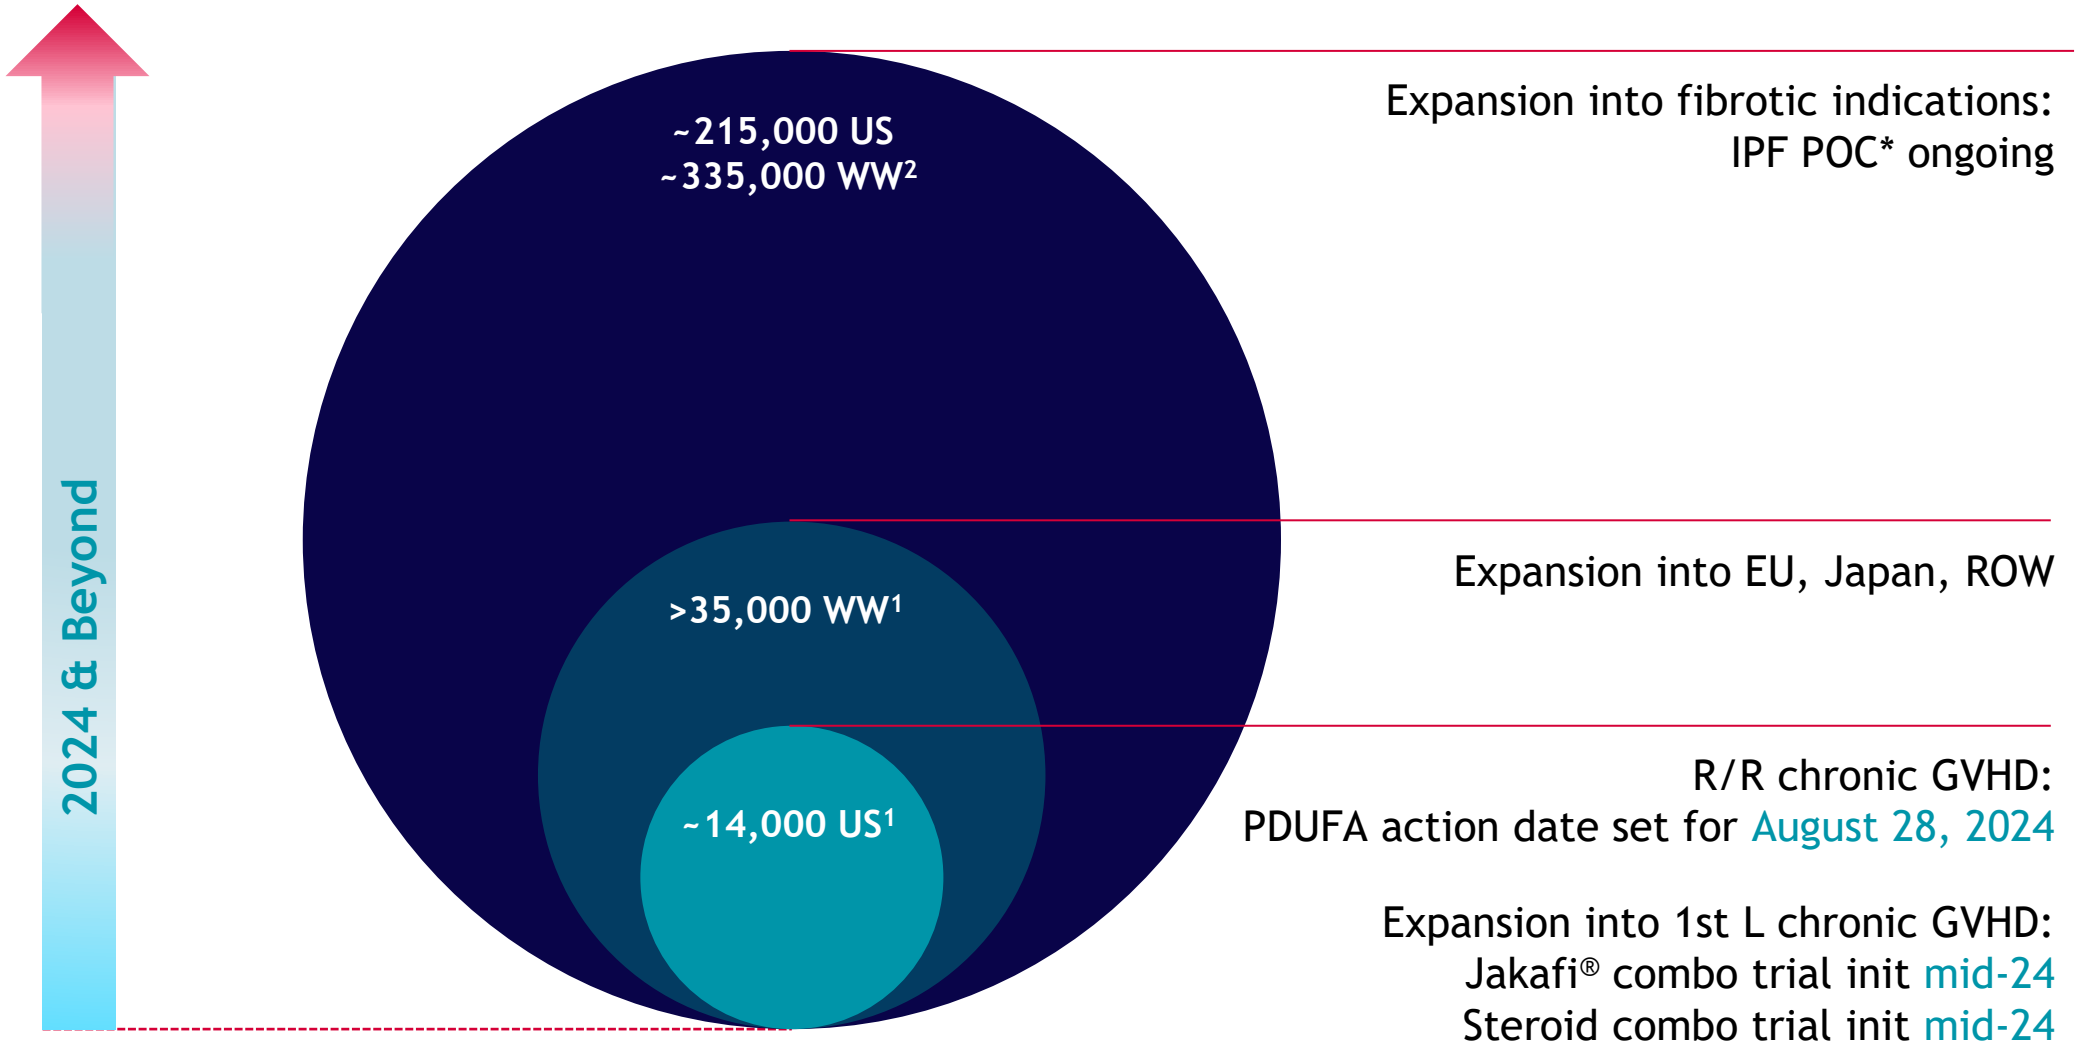 ~215,000 US
~335,000 WW²
Expansion into fibrotic indications:
IPF POC* ongoing
>35,000 WW¹
Expansion into EU, Japan, ROW
~14,000 US¹
R/R chronic GVHD:
PDUFA action date set for August 28, 2024
Expansion into 1st L chronic GVHD:
Jakafi® combo trial init mid-24
Steroid combo trial init mid-24
2024 & Beyond